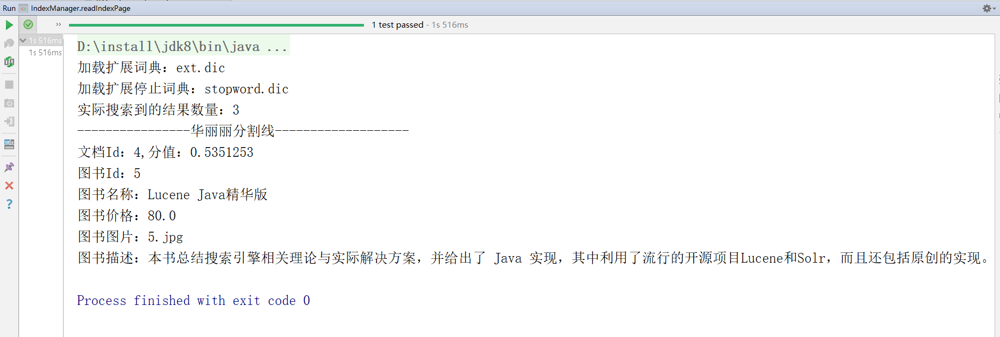 Run IndexManager.readIndexPage
1 test passed - 1s 516ms
1s 516ms
1s 516ms
D:\install\jdk8\bin\java ...
加载扩展词典：ext.dic
加载扩展停止词典：stopword.dic
实际搜索到的结果数量：3
----------------华丽丽分割线-------------------
文档Id：4,分值：0.5351253
图书Id：5
图书名称：Lucene Java精华版
图书价格：80.0
图书图片：5.jpg
图书描述：本书总结搜索引擎相关理论与实际解决方案，并给出了 Java 实现，其中利用了流行的开源项目Lucene和Solr，而且还包括原创的实现。
Process finished with exit code 0